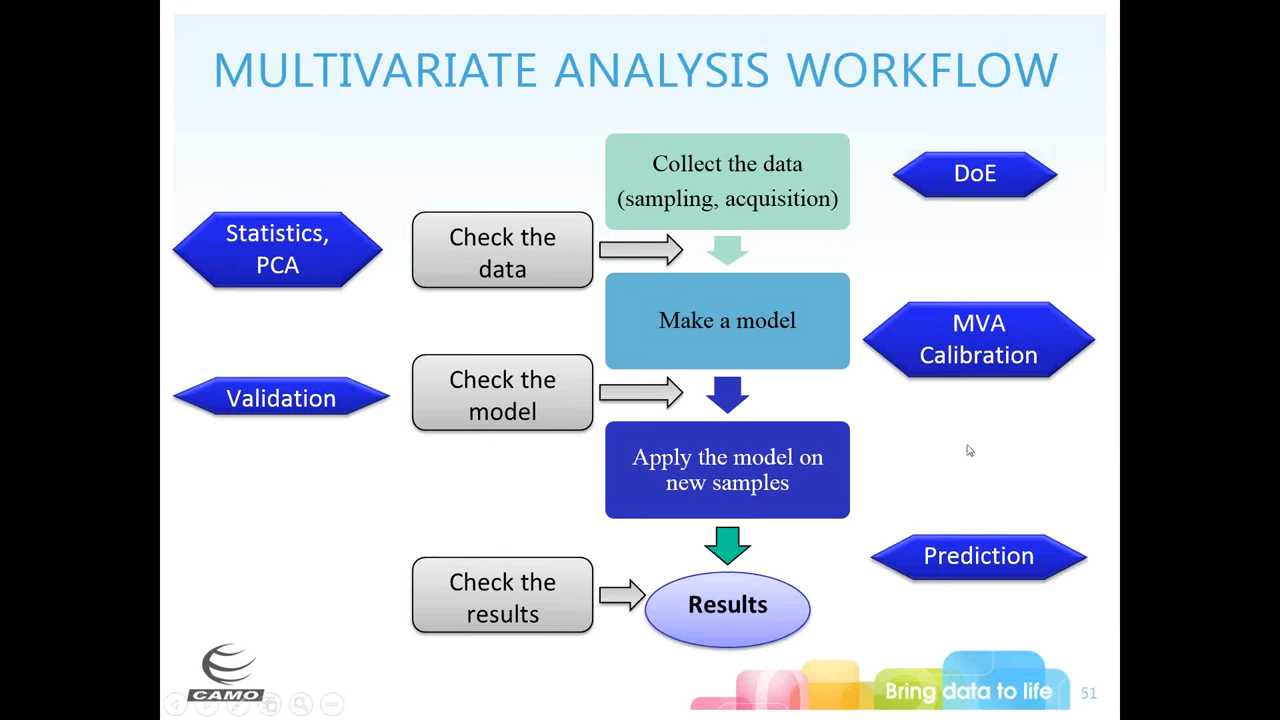 MULTIVARIATE ANALYSIS WORKFLOW
Collect the data
(sampling, acquisition)
DoE
Statistics,
PCA
Check the
data
Make a model
MVA
Calibration
Validation
Check the
model
Apply the model on
new samples
Prediction
Check the
results
Results
CAMO
Bring data to life
51